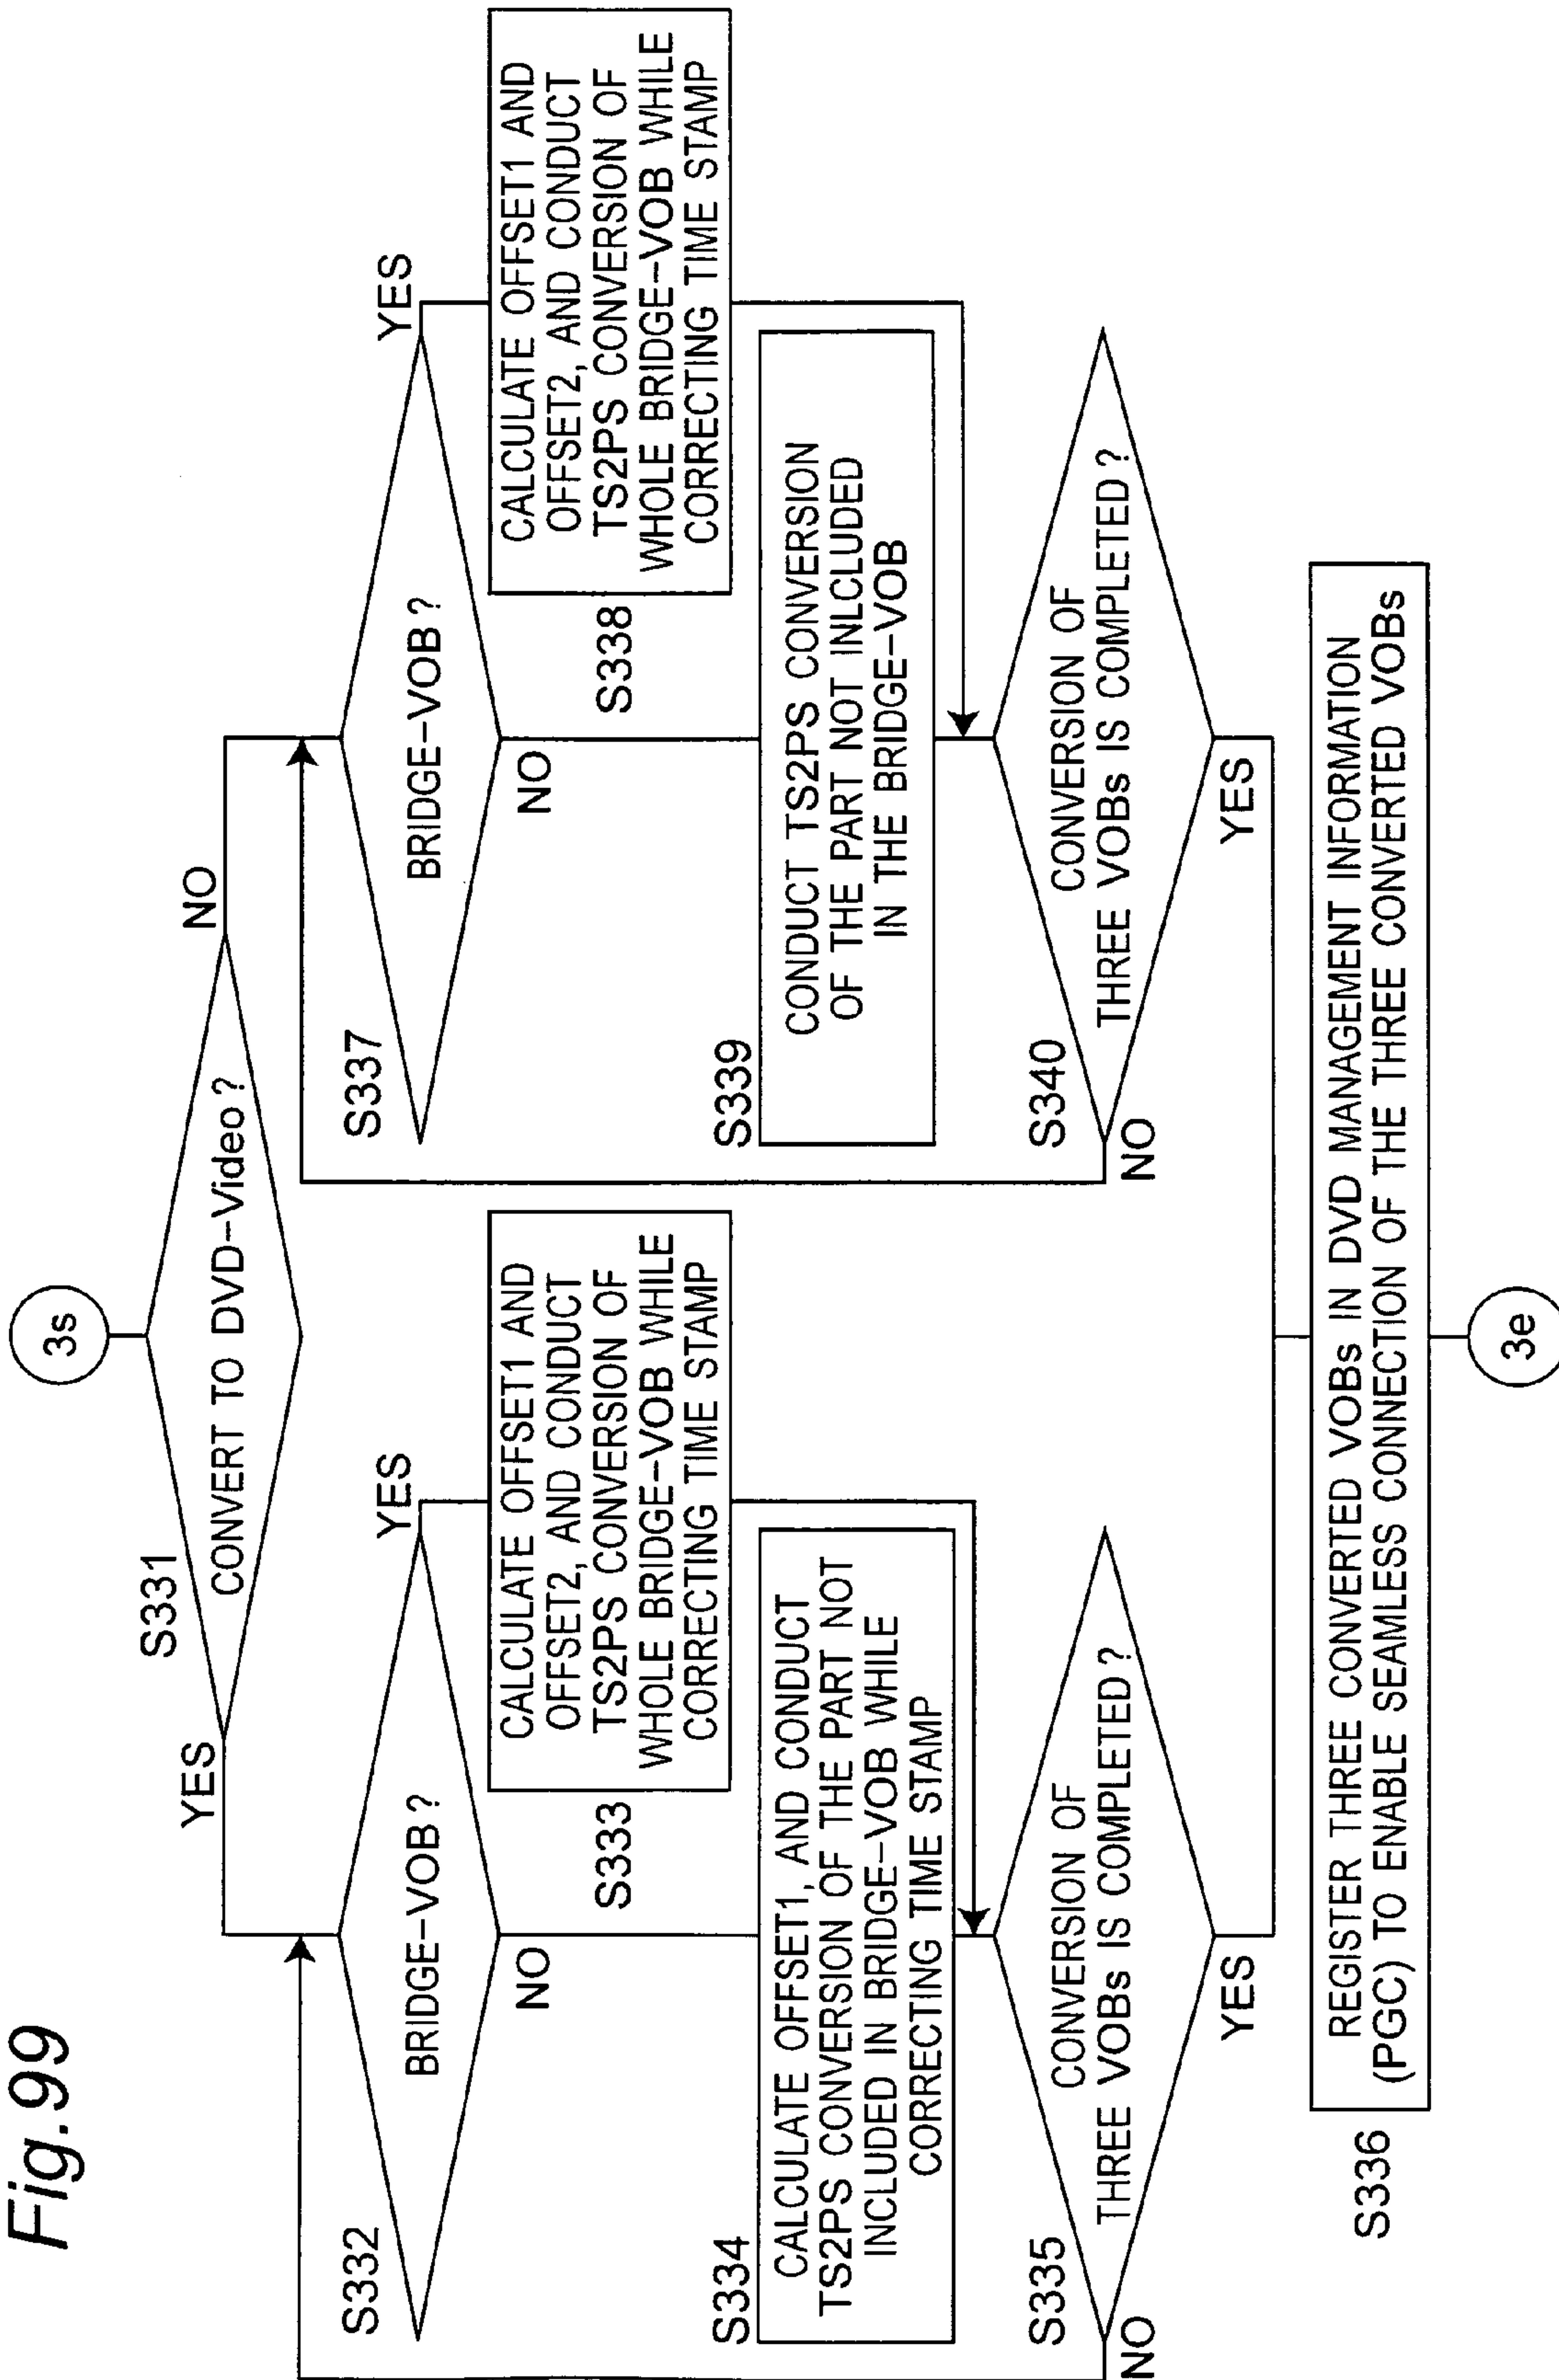 Fig.99
3s
S331
CONVERT TO DVD-Video ?
YES
NO
S332
BRIDGE-VOB ?
YES
NO
S333
CALCULATE OFFSET1 AND
OFFSET2, AND CONDUCT
TS2PS CONVERSION OF
WHOLE BRIDGE-VOB WHILE
CORRECTING TIME STAMP
S334
CALCULATE OFFSET1, AND CONDUCT
TS2PS CONVERSION OF THE PART NOT
INCLUDED IN BRIDGE-VOB WHILE
CORRECTING TIME STAMP
S335
CONVERSION OF
THREE VOBs IS COMPLETED ?
NO
YES
S337
BRIDGE-VOB ?
YES
NO
S338
CALCULATE OFFSET1 AND
OFFSET2, AND CONDUCT
TS2PS CONVERSION OF
WHOLE BRIDGE-VOB WHILE
CORRECTING TIME STAMP
S339
CONDUCT TS2PS CONVERSION
OF THE PART NOT INLCLUDED
IN THE BRIDGE-VOB
S340
CONVERSION OF
THREE VOBs IS COMPLETED ?
NO
YES
S336
REGISTER THREE CONVERTED VOBs IN DVD MANAGEMENT INFORMATION
(PGC) TO ENABLE SEAMLESS CONNECTION OF THE THREE CONVERTED VOBs
3e